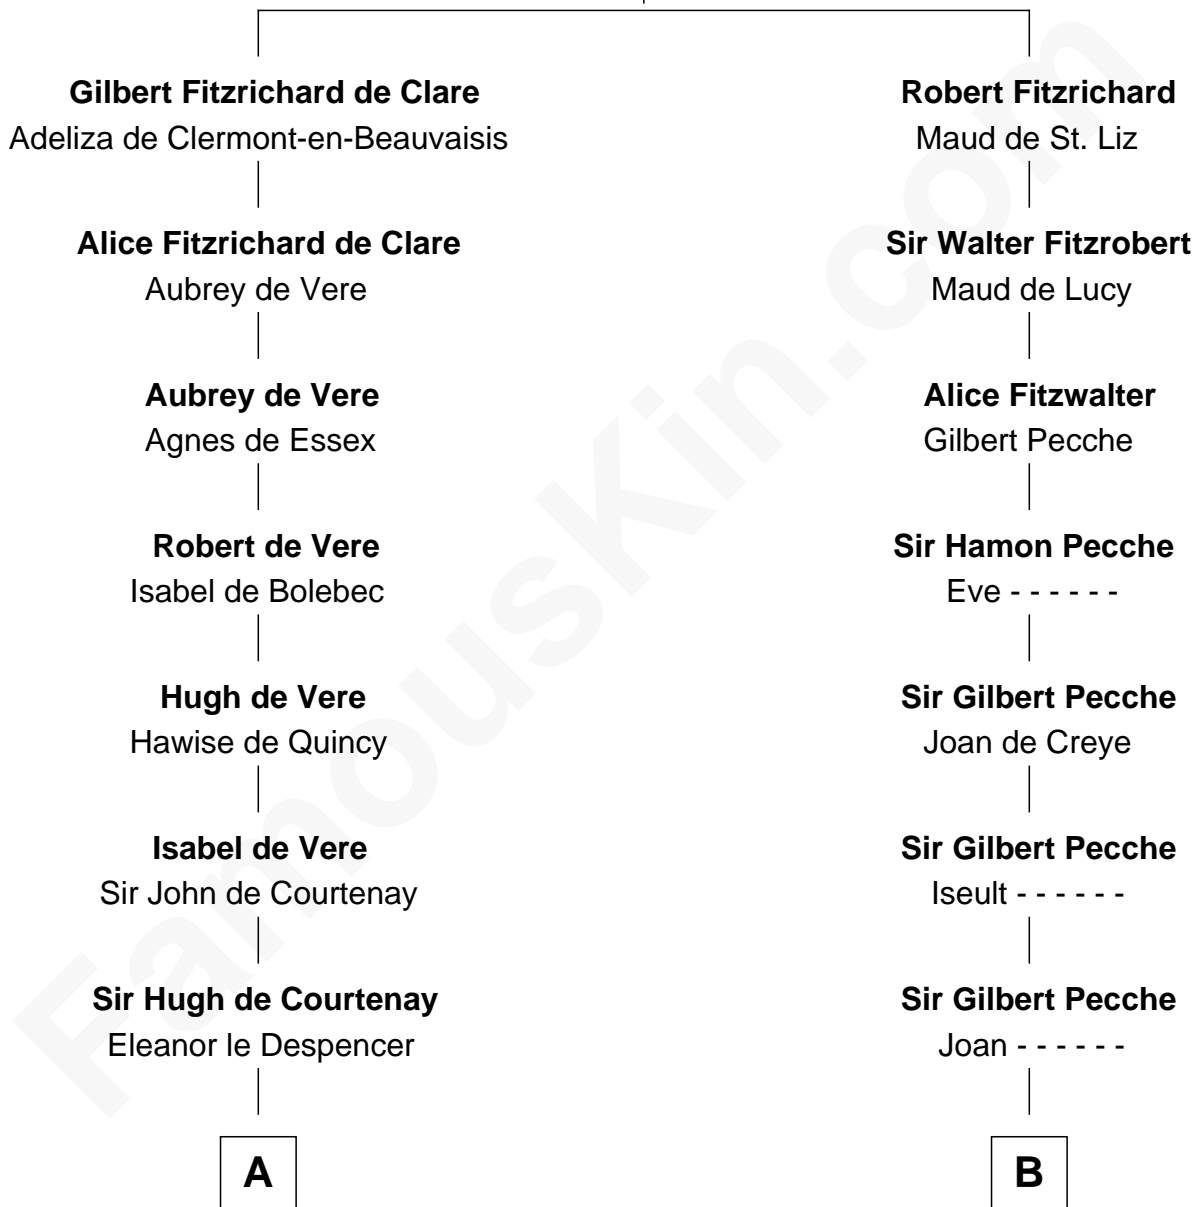 Gilbert Fitzrichard de Clare
Adeliza de Clermont-en-Beauvaisis
Alice Fitzrichard de Clare
Aubrey de Vere
Aubrey de Vere
Agnes de Essex
Robert de Vere
Isabel de Bolebec
Hugh de Vere
Hawise de Quincy
Isabel de Vere
Sir John de Courtenay
Sir Hugh de Courtenay
Eleanor le Despencer
A
Robert Fitzrichard
Maud de St. Liz
Sir Walter Fitzrobert
Maud de Lucy
Alice Fitzwalter
Gilbert Pecche
Sir Hamon Pecche
Eve - - - - - -
Sir Gilbert Pecche
Joan de Creye
Sir Gilbert Pecche
Iseult - - - - - -
Sir Gilbert Pecche
Joan - - - - - -
B
FamousKin.com